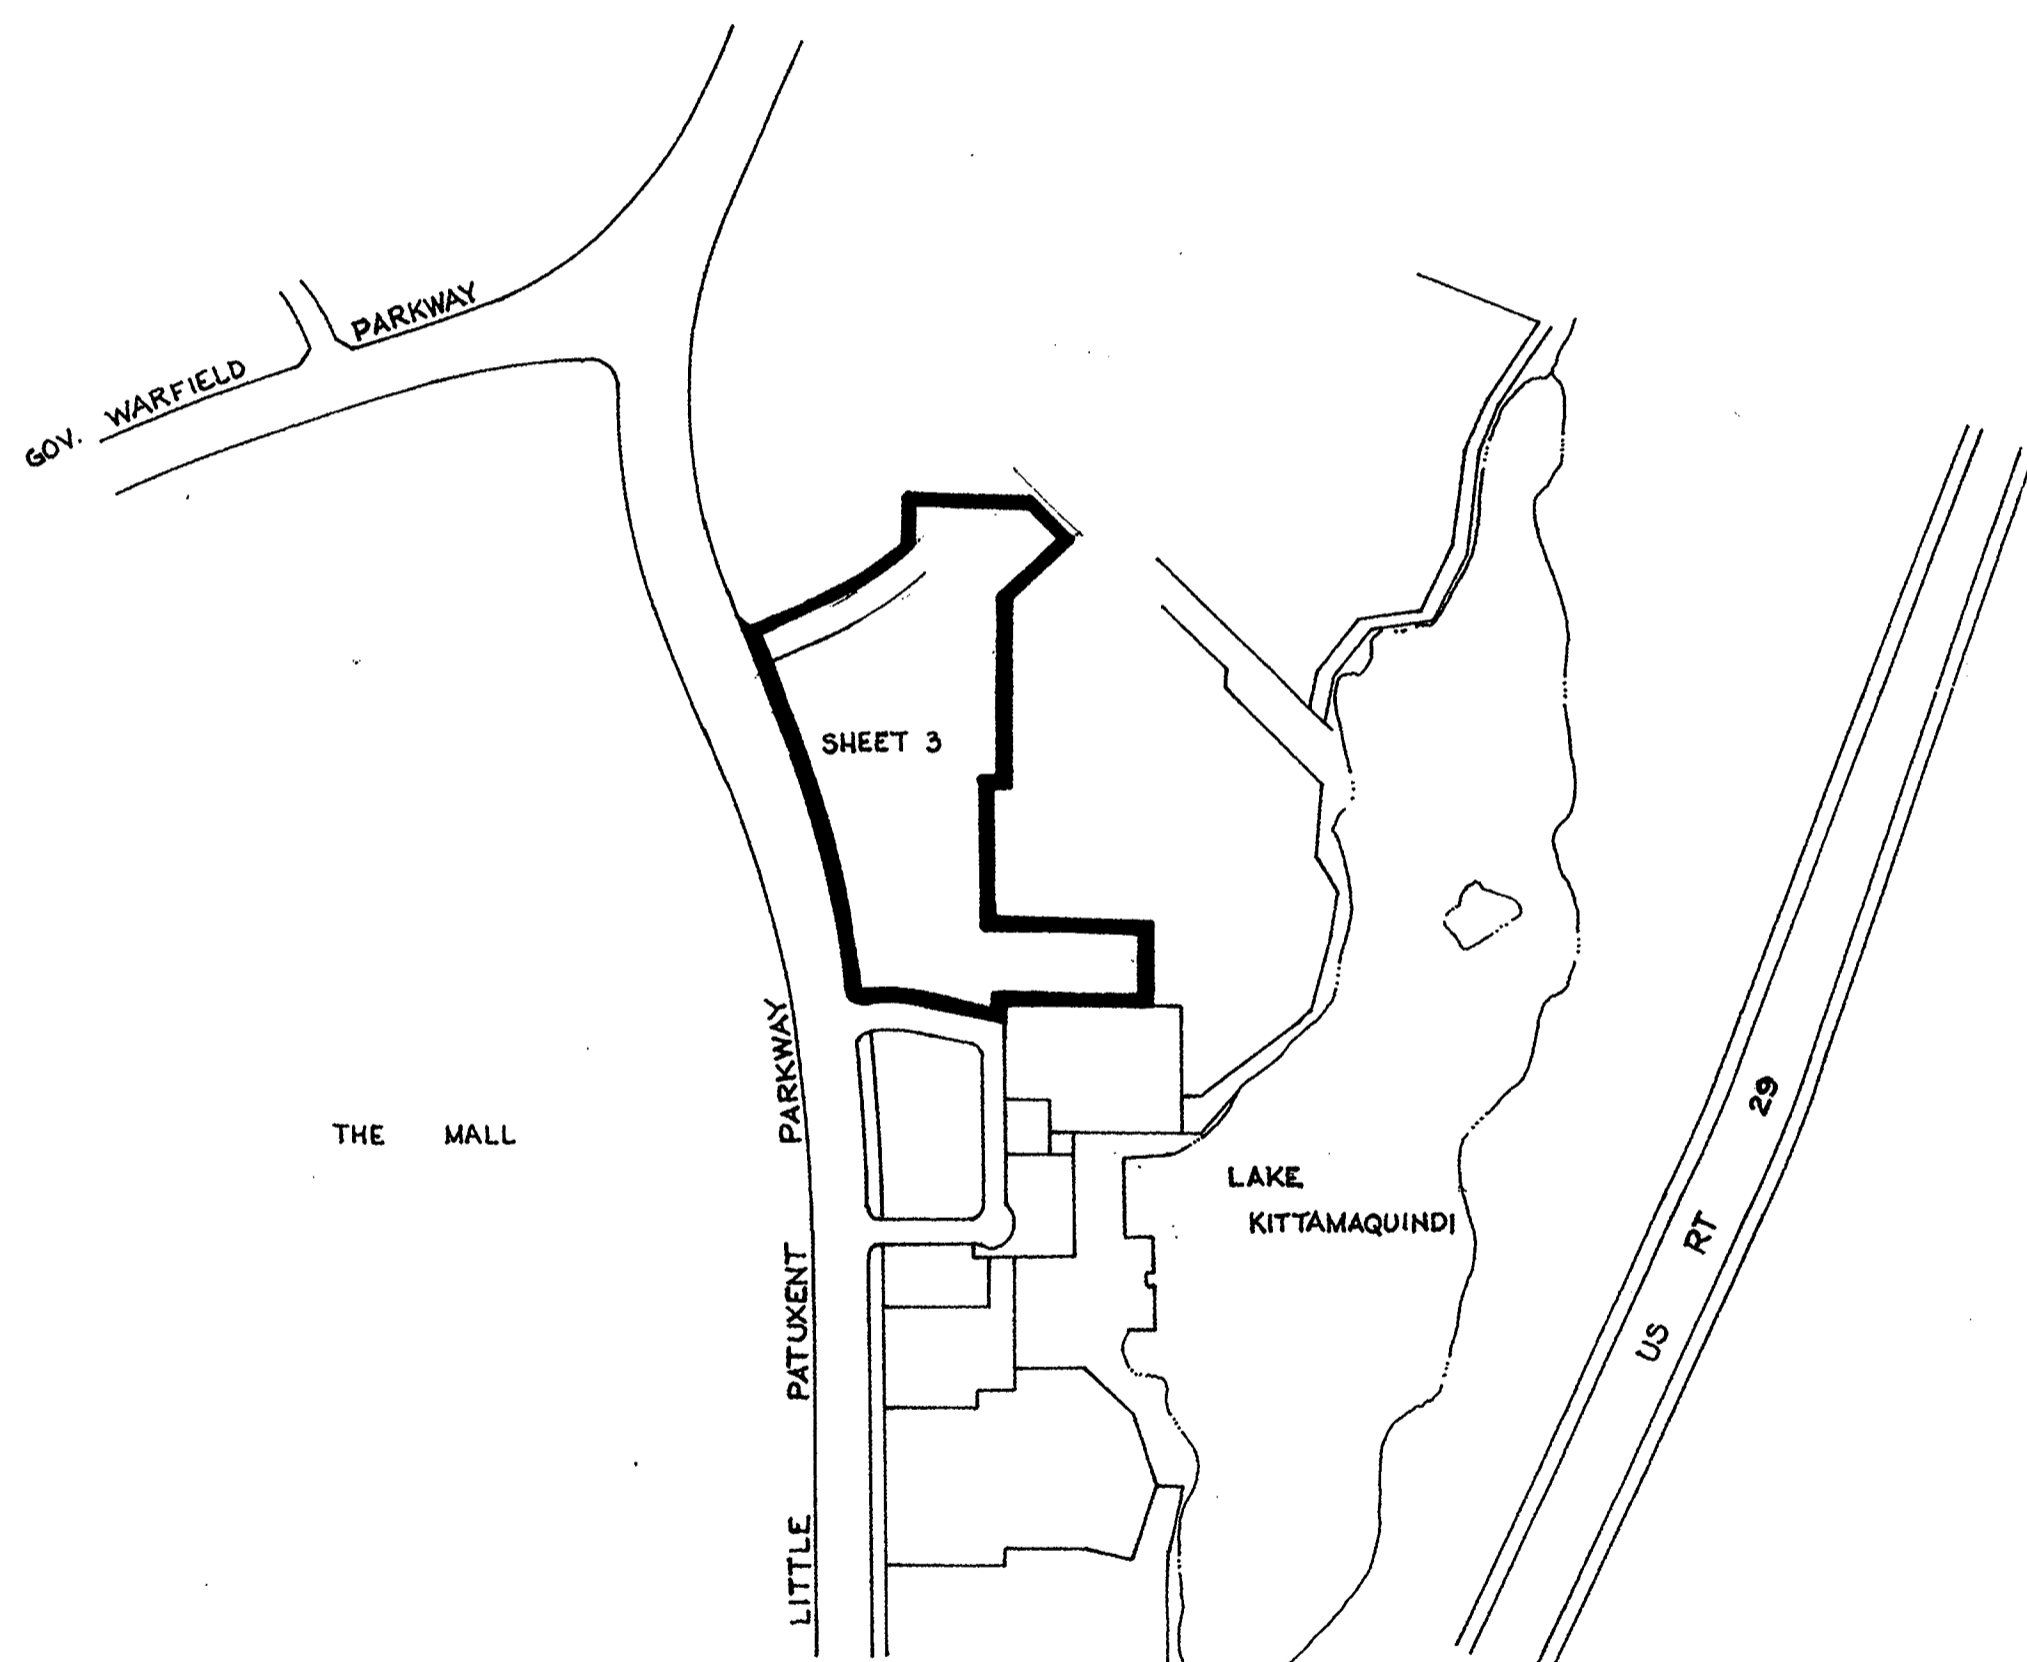 GOV. WARFIELD PARKWAY
SHEET 3
THE MALL
LITTLE PATUXENT PARKWAY
LAKE
KITTAMAQUINDI
US RT 29